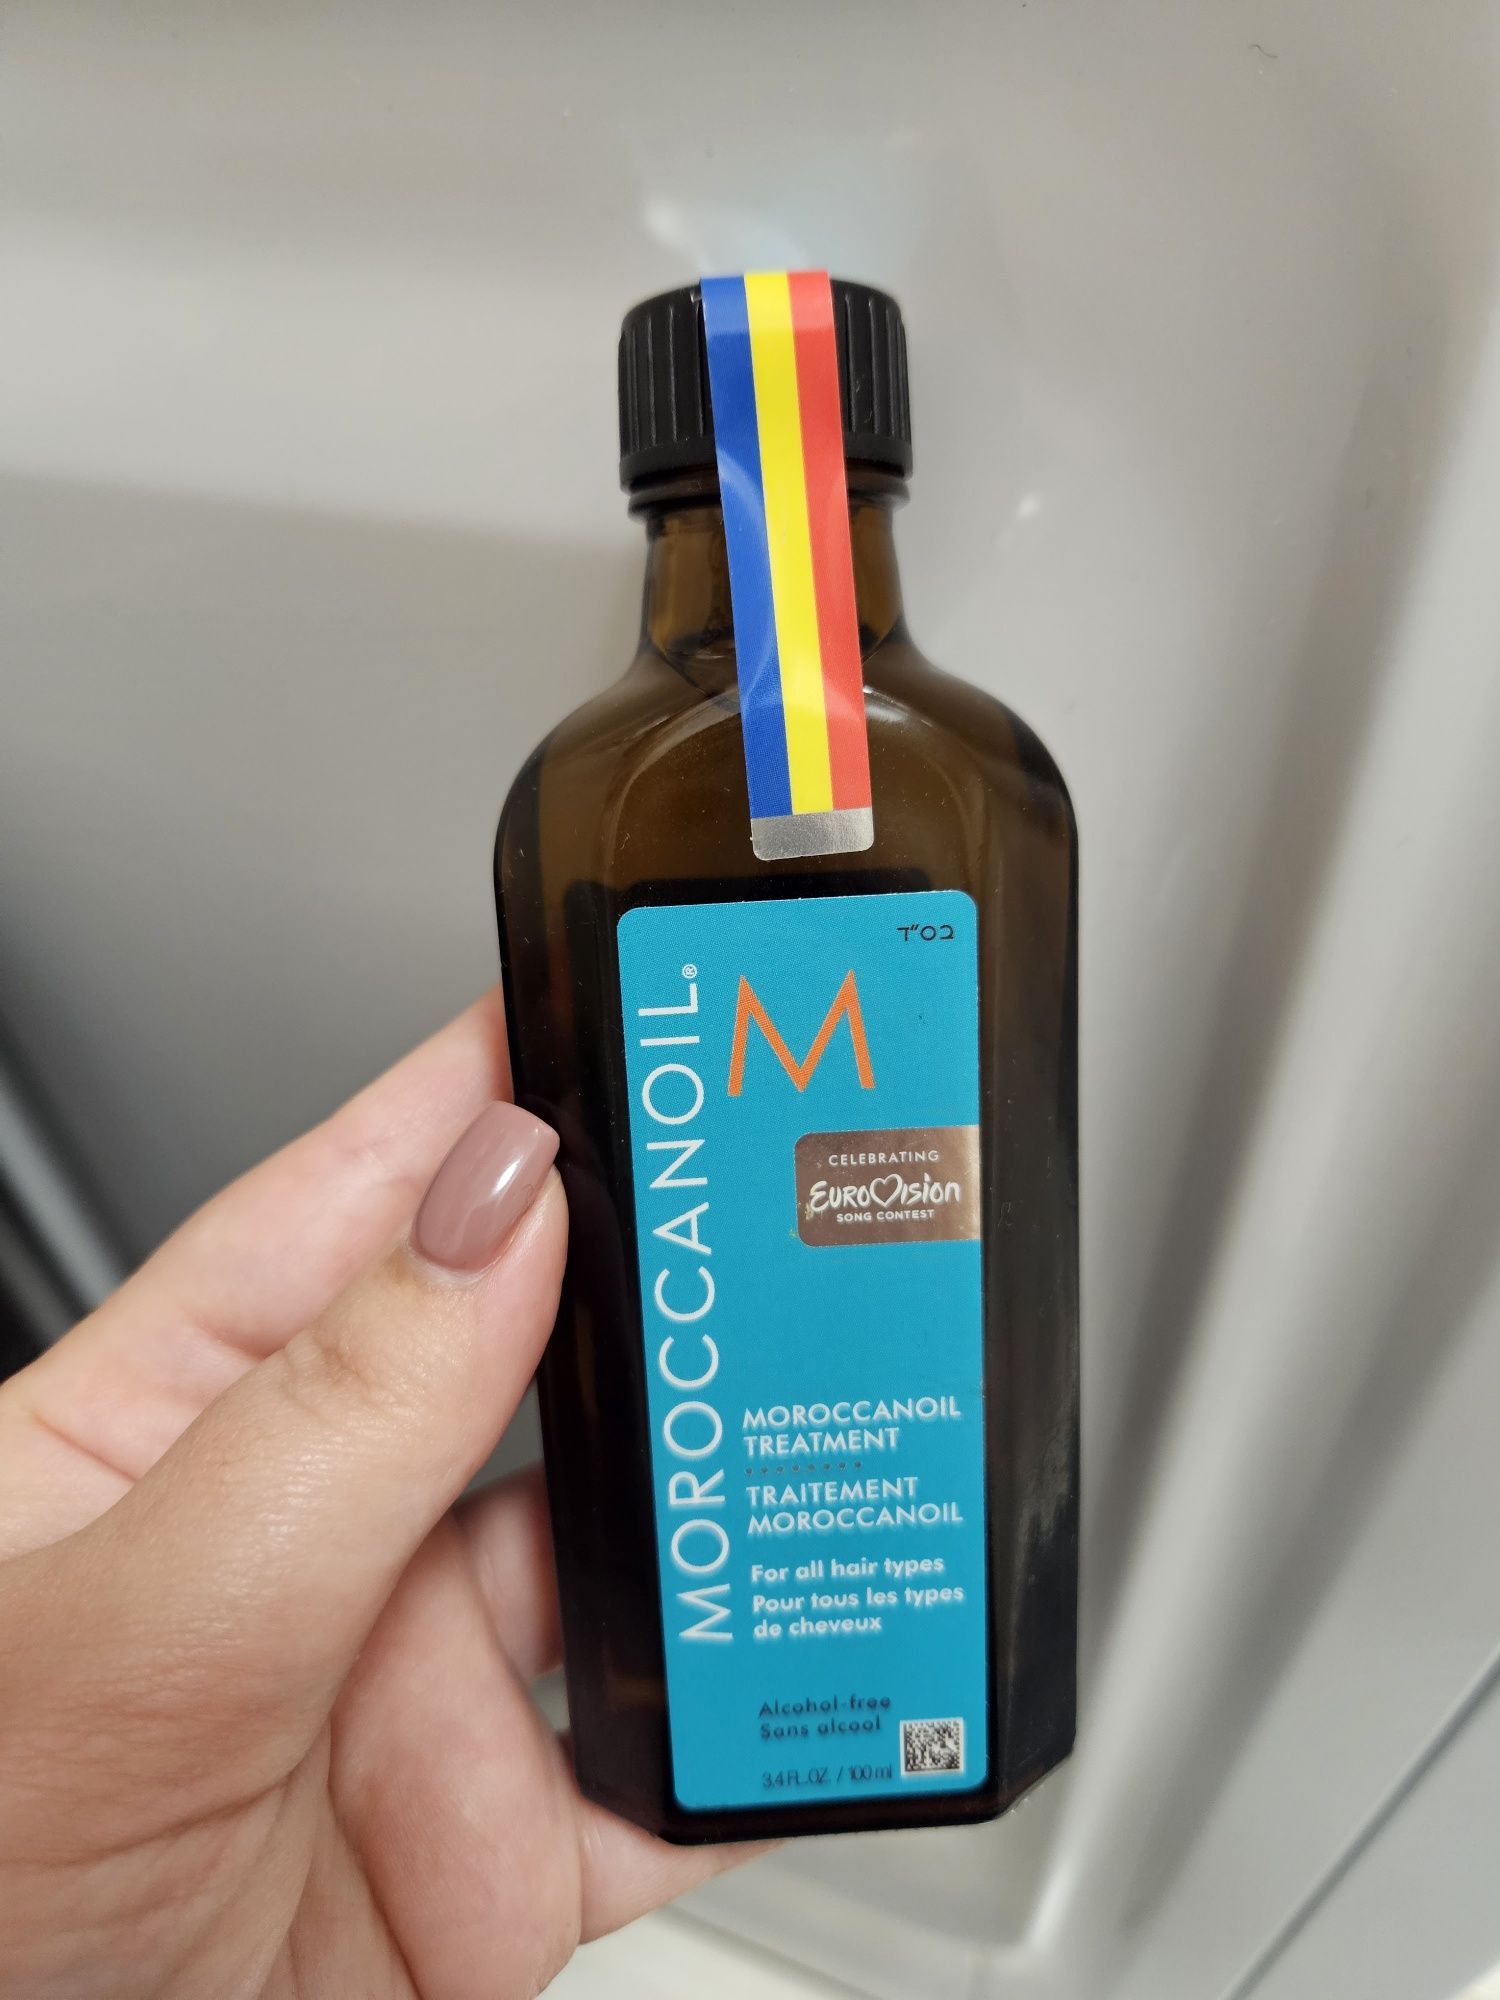 בס״ד
M
MOROCCANOIL®
CELEBRATING
EUROVISION
SONG CONTEST
MOROCCANOIL
TREATMENT
TRAITEMENT
MOROCCANOIL
For all hair types
Pour tous les types
de cheveux
Alcohol-free
Sans alcool
3.4 FL.OZ. / 100 ml